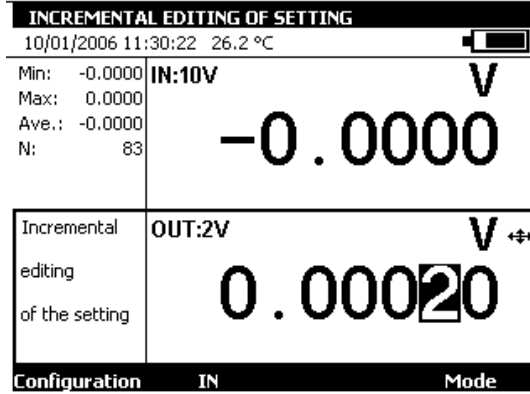 INCREMENTAL EDITING OF SETTING
10/01/2006 11:30:22 26.2 °C
Min: -0.0000
Max: 0.0000
Ave.: -0.0000
N: 83
IN:10V
V
-0.0000
Incremental
editing
of the setting
OUT:2V
V
0.00020
Configuration IN Mode